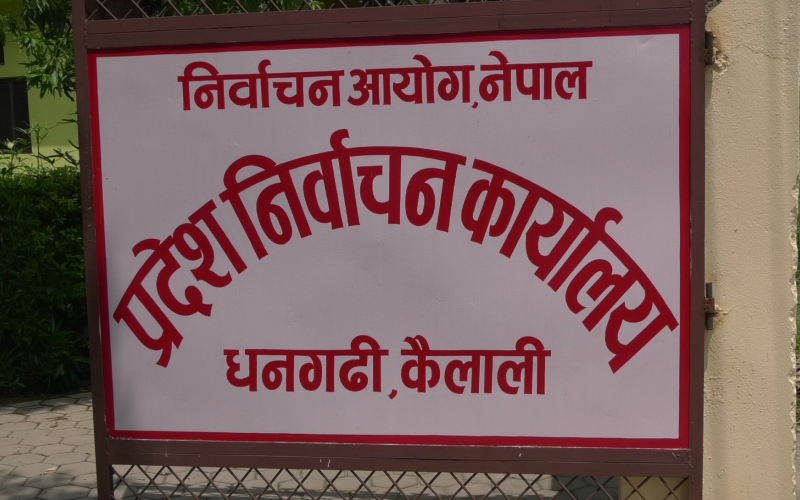 निर्वाचन आयोग, नेपाल
प्रदेश निर्वाचन कार्यालय
धनगढी, कैलाली